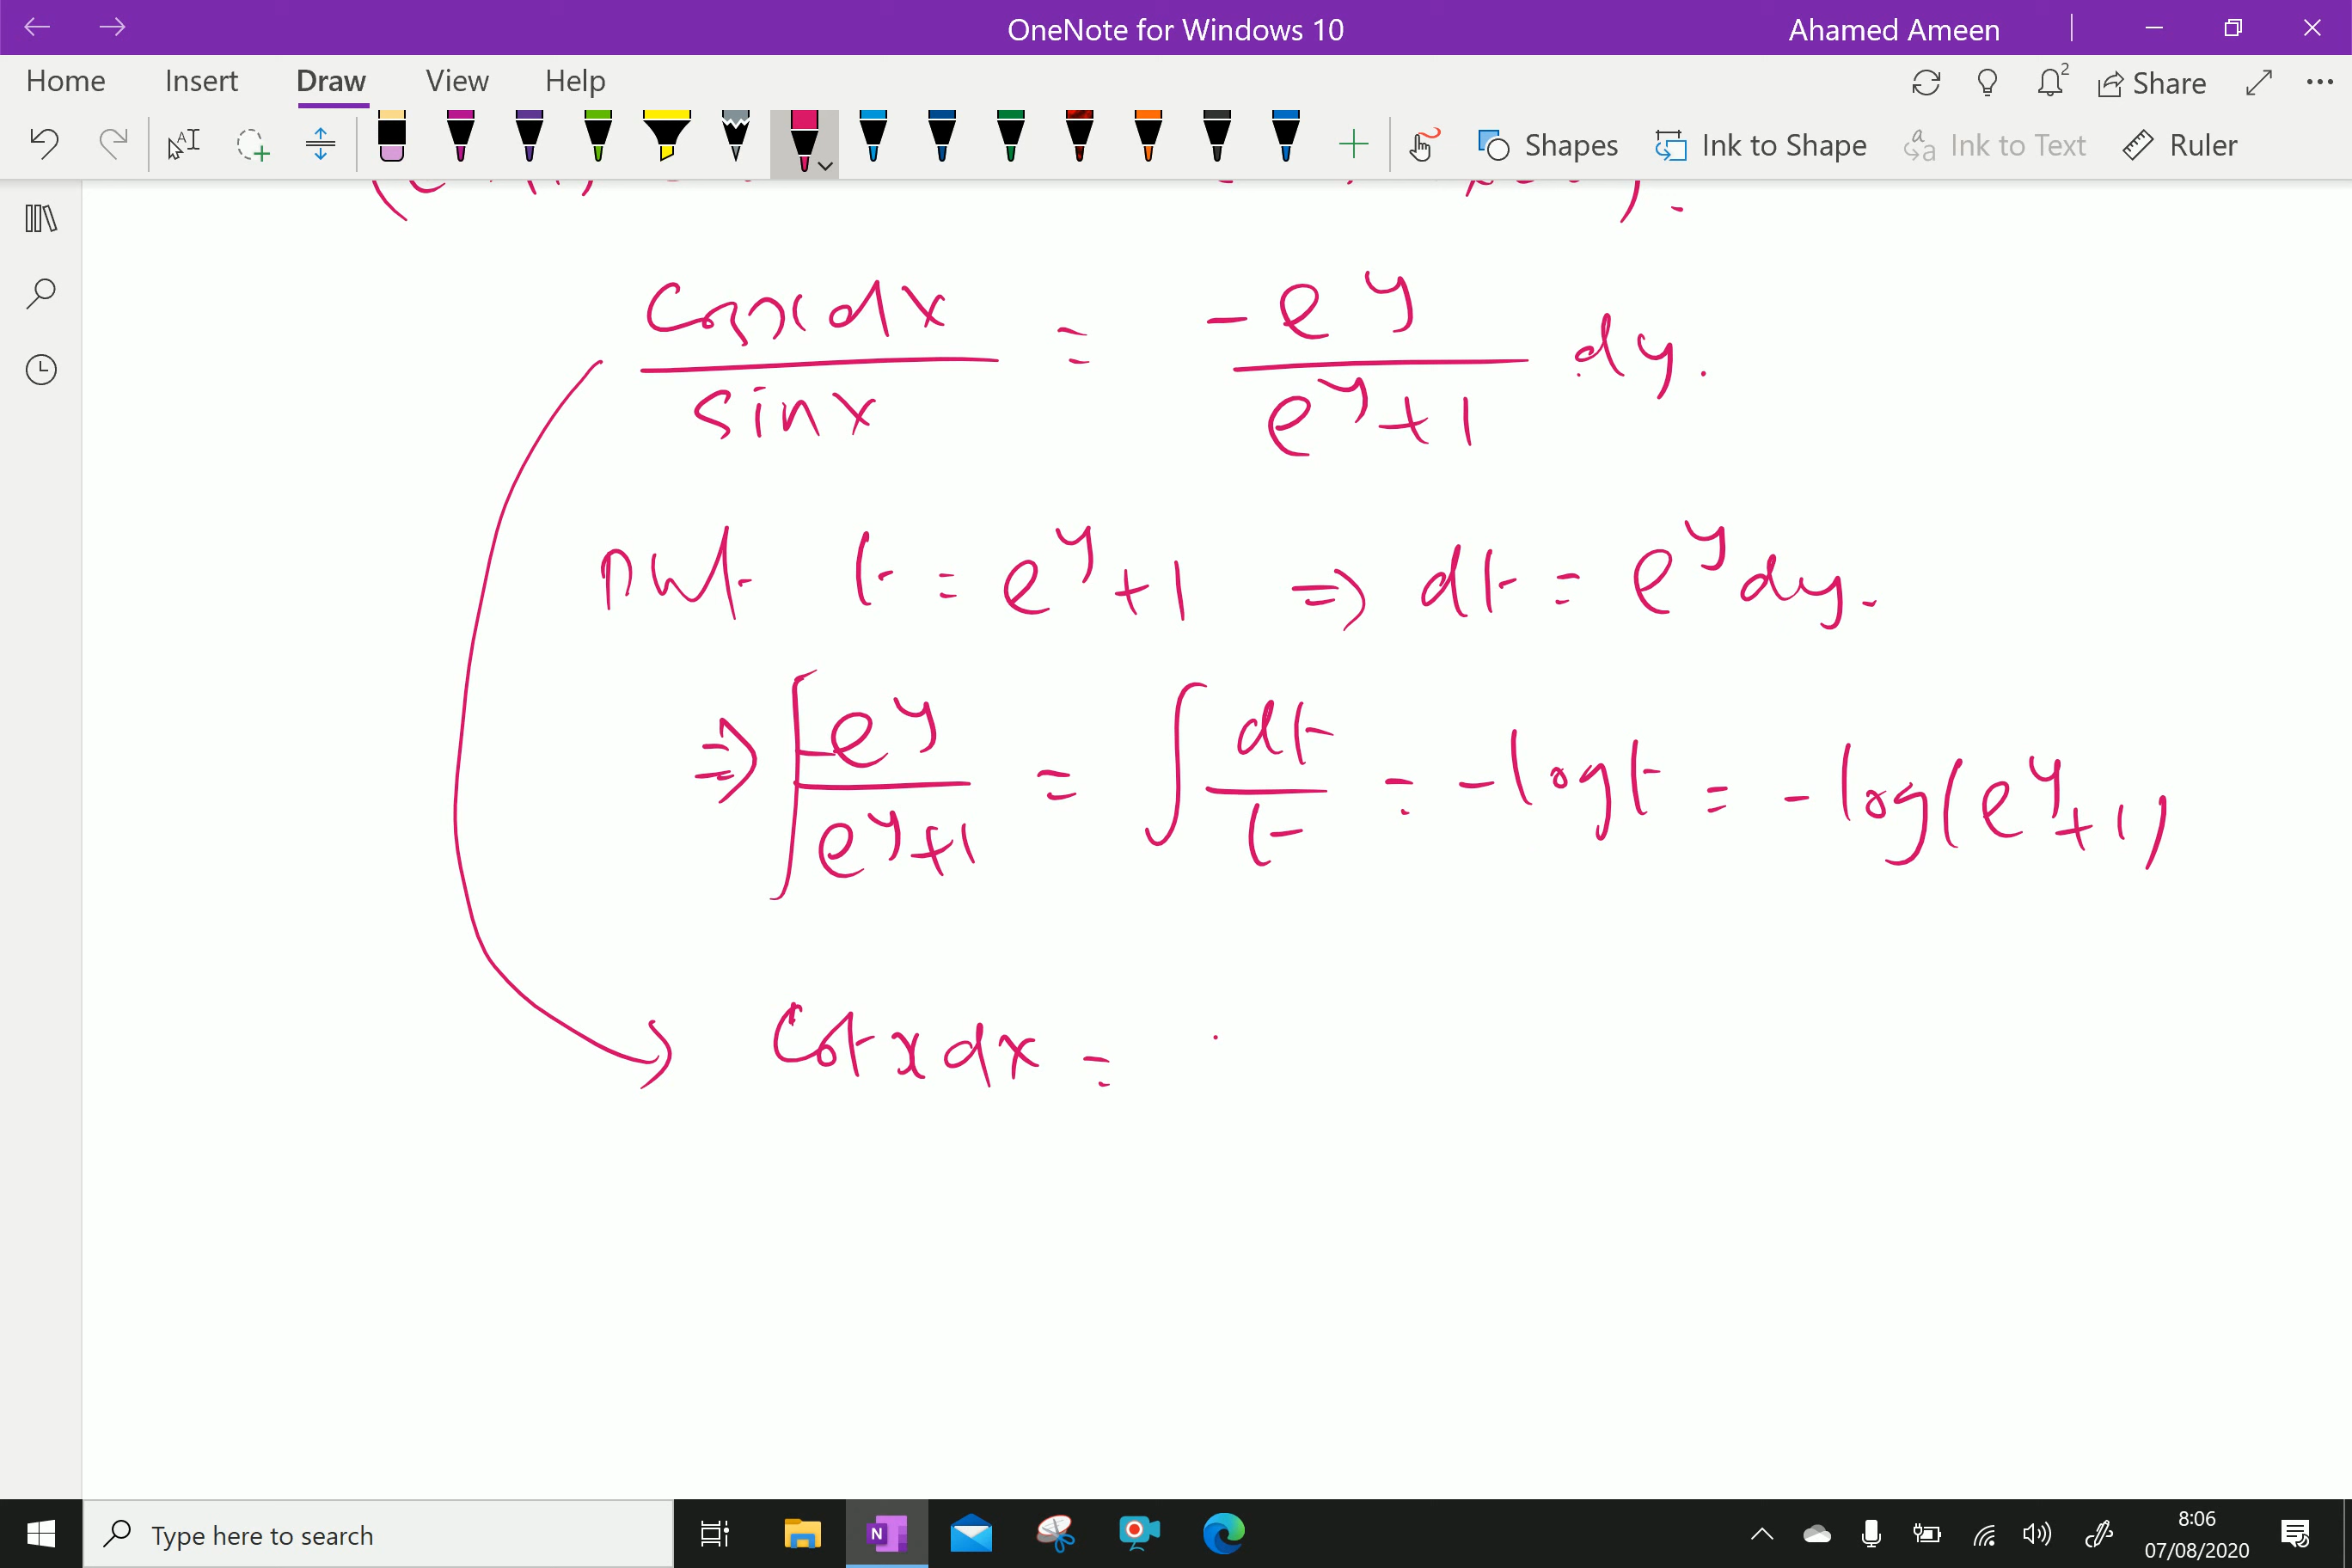 OneNote for Windows 10 Ahamed Ameen
Home Insert Draw View Help 2 Share
AI Shapes Ink to Shape a Ink to Text Ruler
cosx dx / sinx = -e^y / e^y+1 dy.
put t = e^y+1 ⇒ dt = e^y dy.
⇒ ∫ -e^y / e^y+1 = ∫ dt / t = -log t = -log(e^y+1)
Cot x dx =
Type here to search N 8:06
07/08/2020